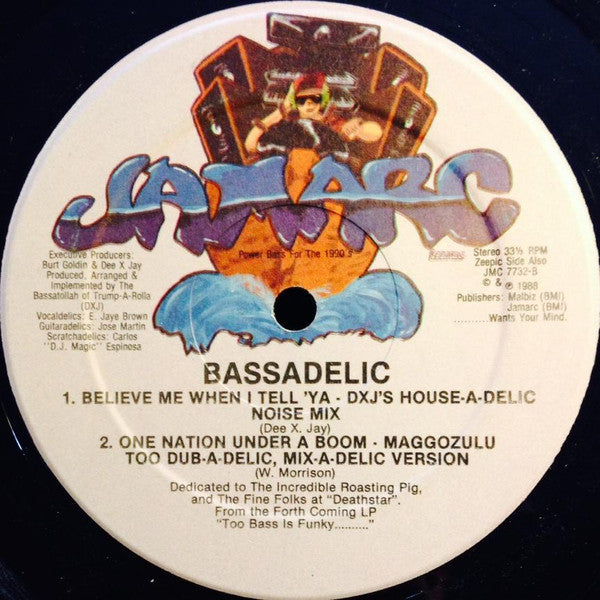 JAMARC
RECORDS
Power Bass For The 1990's
Executive Producers:
Burt Goldin & Dee X Jay
Produced, Arranged &
Implemented by The
Bassatollah of Trump-A-Rolla
(DXJ)
Vocaldelics: E. Jaye Brown
Guitaradelics: Jose Martin
Scratchadelics: Carlos
"D.J. Magic" Espinosa
Stereo 33⅓ RPM
Zeepic Side Also
JMC 7732-B
© & ℗ 1988
Publishers: Malbiz (BMI)
Jamarc (BMI)
.........Wants Your Mind.
BASSADELIC
1. BELIEVE ME WHEN I TELL 'YA - DXJ'S HOUSE-A-DELIC
NOISE MIX
(Dee X. Jay)
2. ONE NATION UNDER A BOOM - MAGGOZULU
TOO DUB-A-DELIC, MIX-A-DELIC VERSION
(W. Morrison)
Dedicated to The Incredible Roasting Pig,
and The Fine Folks at "Deathstar".
From the Forth Coming LP
"Too Bass Is Funky.........."